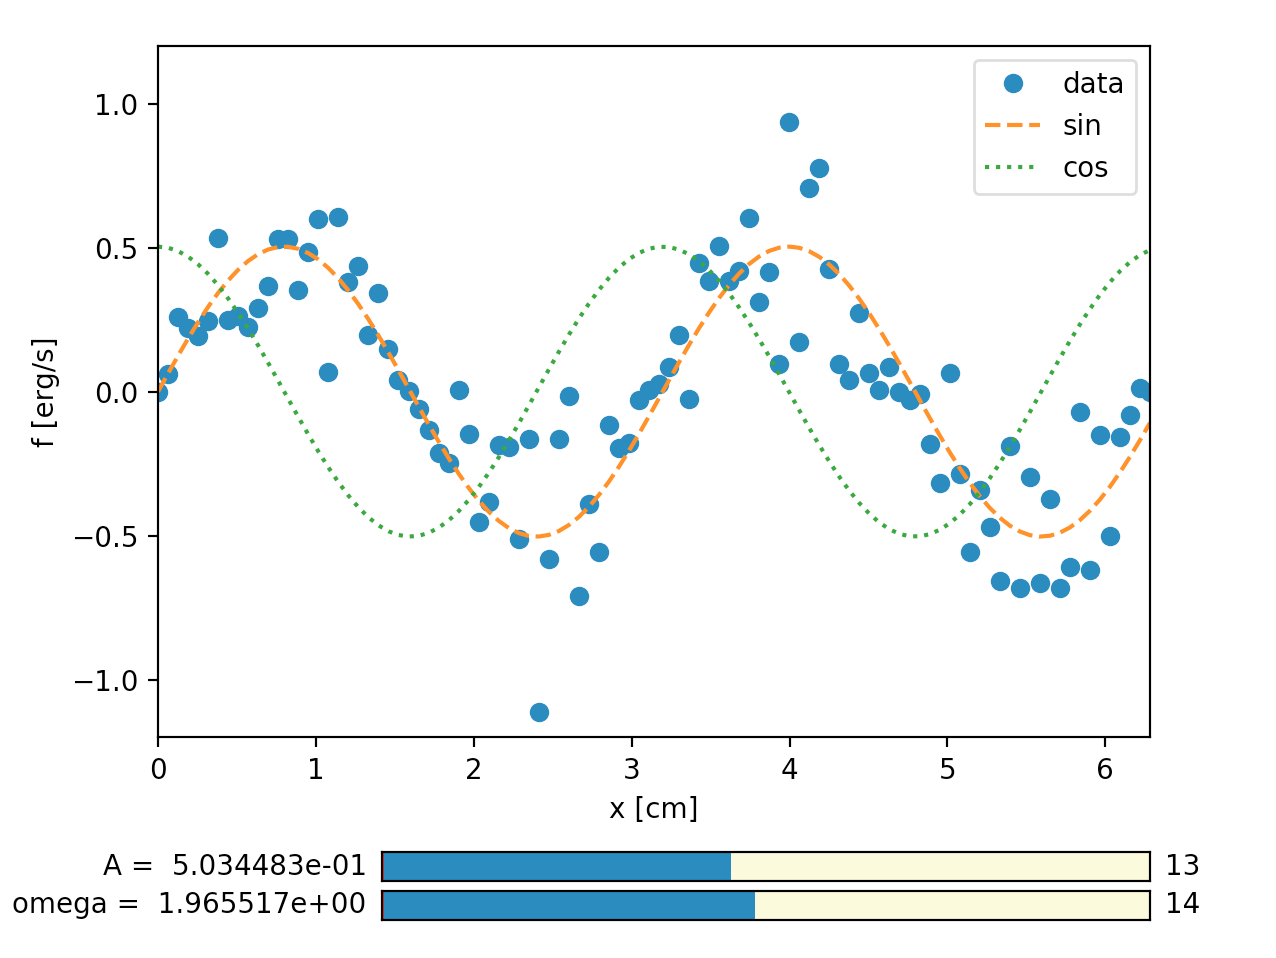 1.0
0.5
0.0
−0.5
−1.0
f [erg/s]
data
sin
cos
0 1 2 3 4 5 6
x [cm]
A = 5.034483e-01 13
omega = 1.965517e+00 14